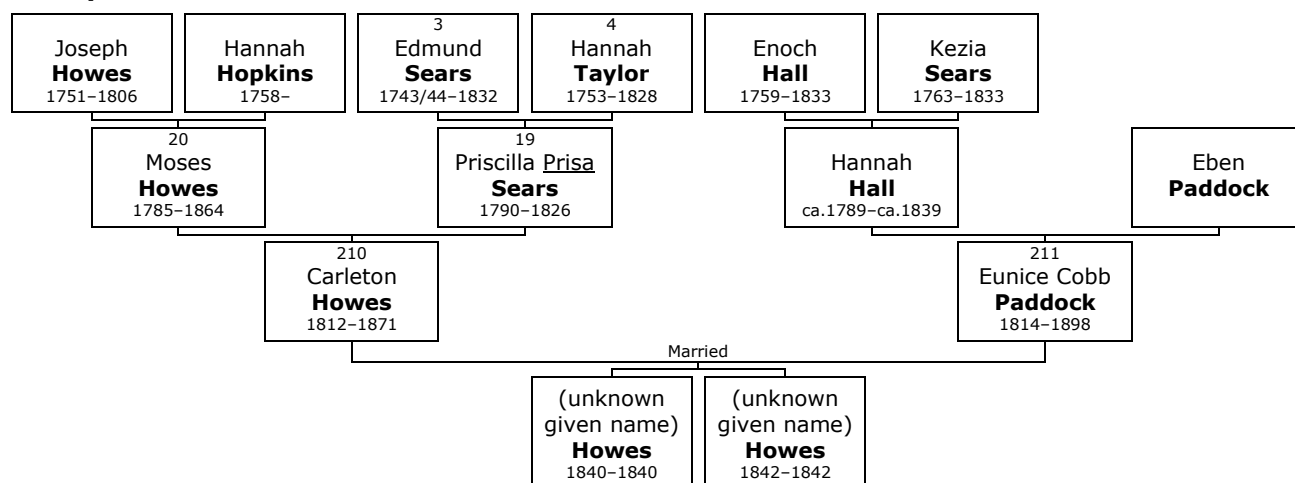 Joseph
Howes
1751–1806
Hannah
Hopkins
1758–
3
Edmund
Sears
1743/44–1832
4
Hannah
Taylor
1753–1828
Enoch
Hall
1759–1833
Kezia
Sears
1763–1833
20
Moses
Howes
1785–1864
19
Priscilla Prisa
Sears
1790–1826
Hannah
Hall
ca.1789–ca.1839
Eben
Paddock
210
Carleton
Howes
1812–1871
211
Eunice Cobb
Paddock
1814–1898
Married
(unknown
given name)
Howes
1840–1840
(unknown
given name)
Howes
1842–1842